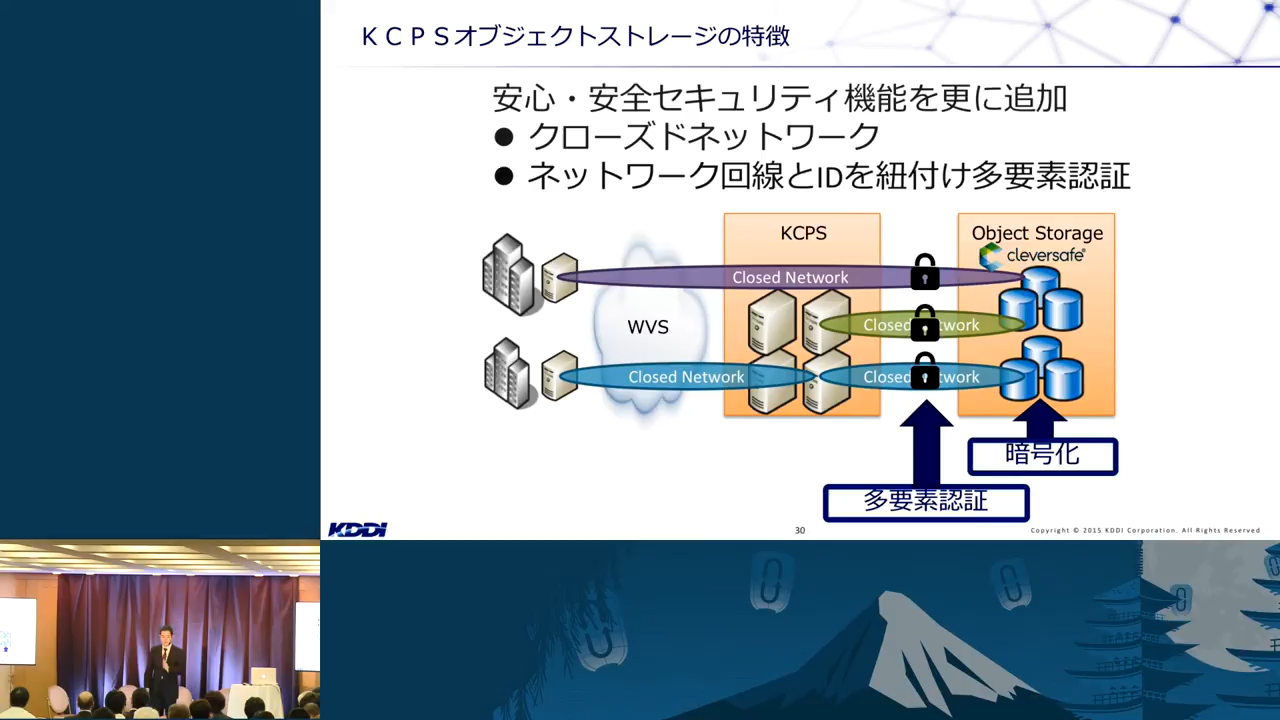 ＫＣＰＳオブジェクトストレージの特徴
安心・安全セキュリティ機能を更に追加
● クローズドネットワーク
● ネットワーク回線とIDを紐付け多要素認証
KCPS
Object Storage
cleversafe
Closed Network
WVS
Closed Network
Closed Network
Closed Network
暗号化
多要素認証
KDDI
30
Copyright © 2015 KDDI Corporation. All Rights Reserved